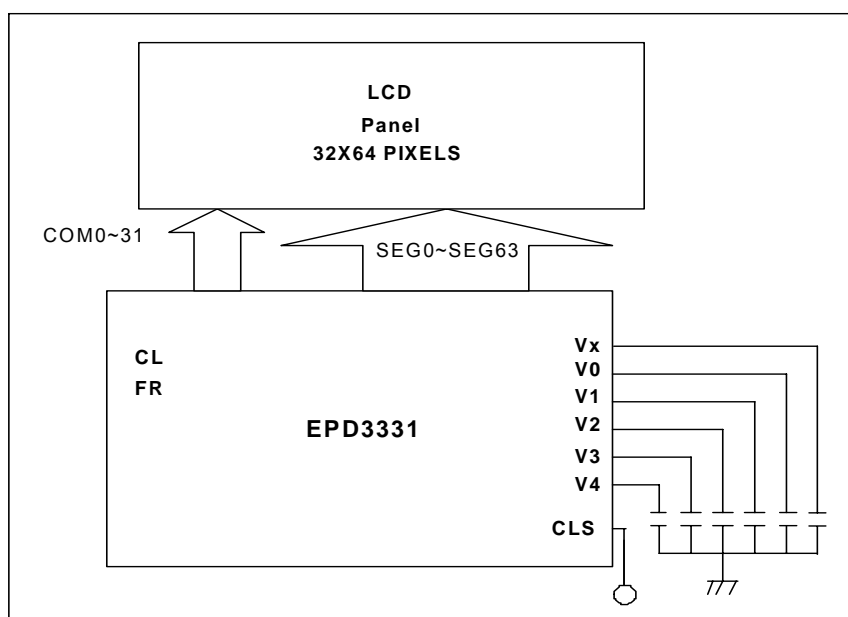 LCD
Panel
32X64 PIXELS
COM0~31
SEG0~SEG63
CL
FR
EPD3331
Vx
V0
V1
V2
V3
V4
CLS